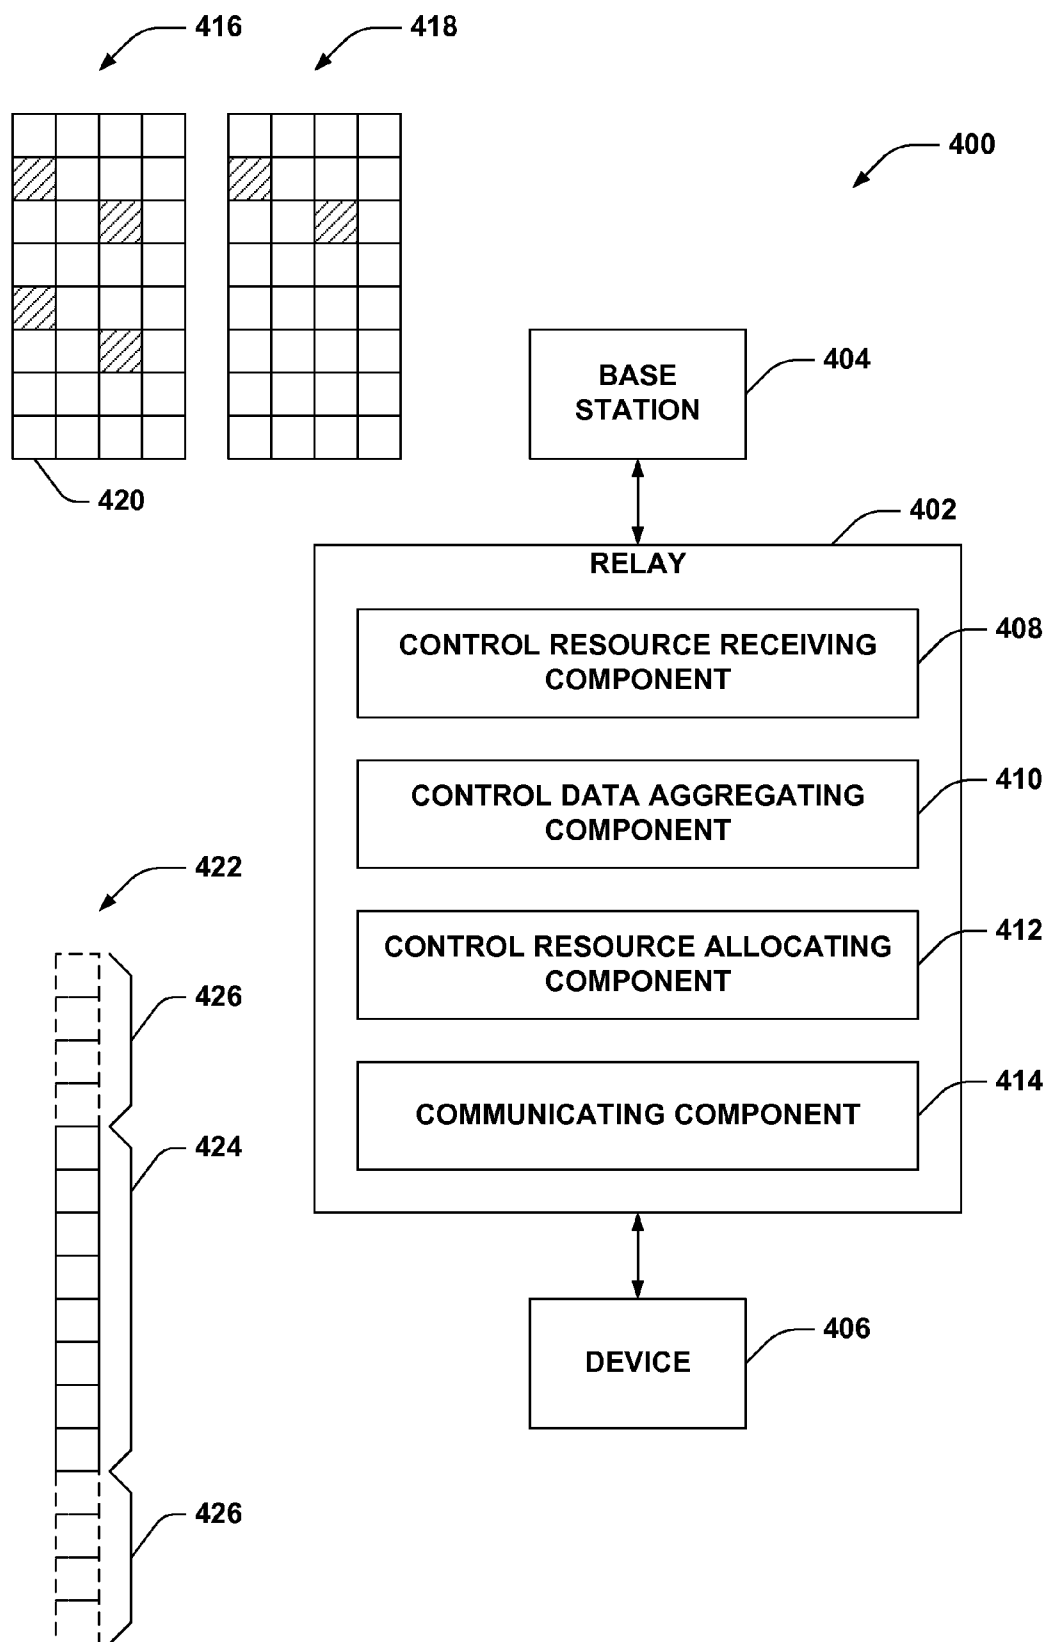 416
418
400
BASE
STATION
404
420
402
RELAY
CONTROL RESOURCE RECEIVING
COMPONENT
408
CONTROL DATA AGGREGATING
COMPONENT
410
422
CONTROL RESOURCE ALLOCATING
COMPONENT
412
426
COMMUNICATING COMPONENT
414
424
DEVICE
406
426